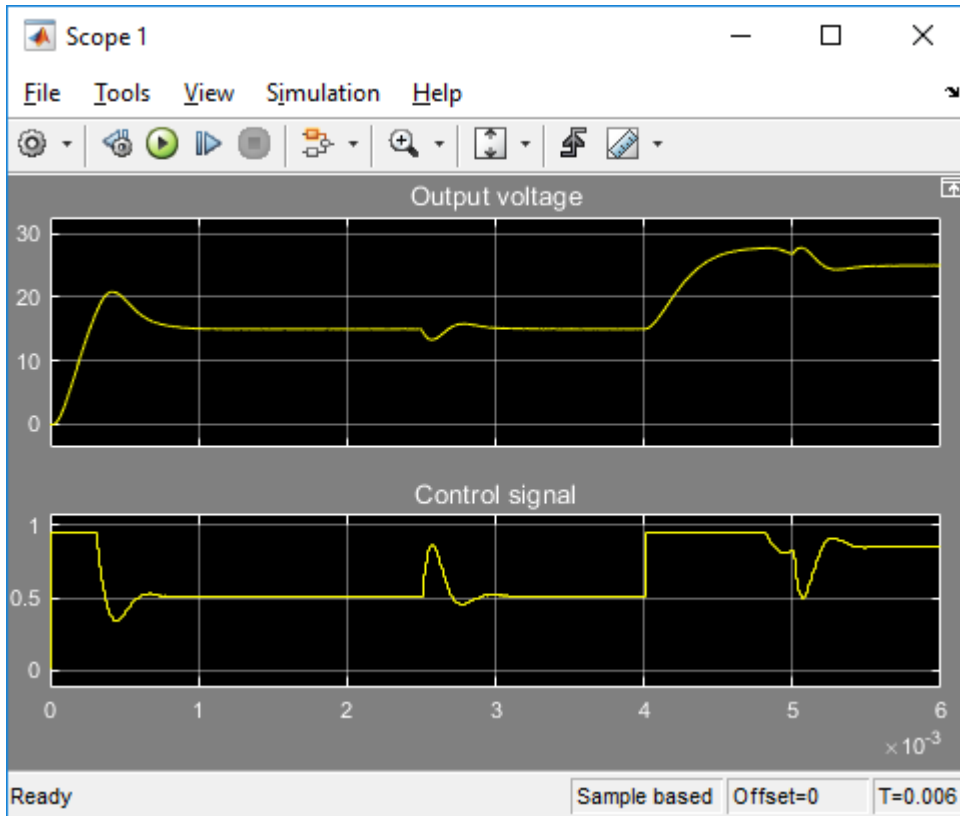 Scope 1
File Tools View Simulation Help
Output voltage
30
20
10
0
Control signal
1
0.5
0
0 1 2 3 4 5 6
×10-3
Ready Sample based Offset=0 T=0.006